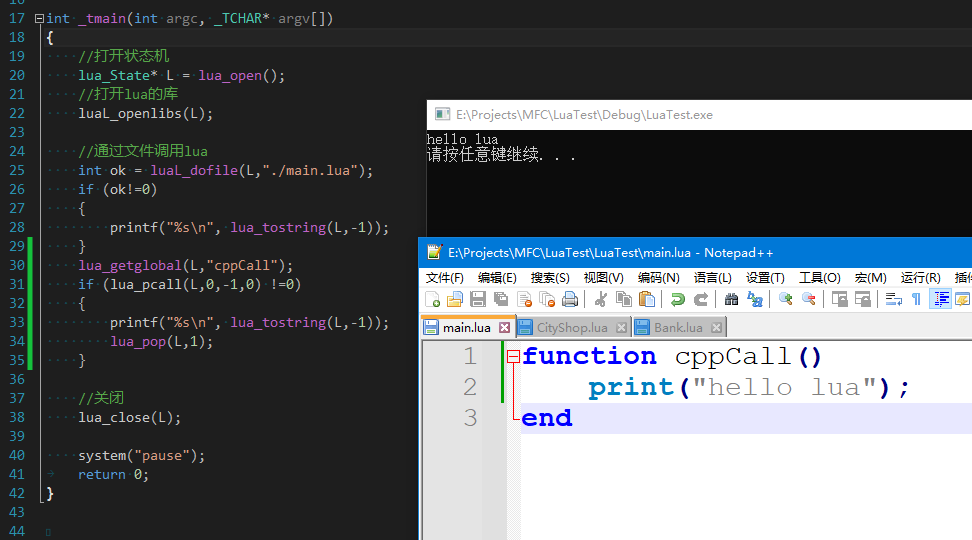 16
17 int _tmain(int argc, _TCHAR* argv[])
18 {
19 //打开状态机
20 lua_State* L = lua_open();
21 //打开lua的库
22 luaL_openlibs(L);
23
24 //通过文件调用lua
25 int ok = luaL_dofile(L,"./main.lua");
26 if (ok!=0)
27 {
28 printf("%s\n", lua_tostring(L,-1));
29 }
30 lua_getglobal(L,"cppCall");
31 if (lua_pcall(L,0,-1,0) !=0)
32 {
33 printf("%s\n", lua_tostring(L,-1));
34 lua_pop(L,1);
35 }
36
37 //关闭
38 lua_close(L);
39
40 system("pause");
41 return 0;
42 }
43
44
E:\Projects\MFC\LuaTest\Debug\LuaTest.exe
hello lua
请按任意键继续. . .
E:\Projects\MFC\LuaTest\LuaTest\main.lua - Notepad++
文件(F) 编辑(E) 搜索(S) 视图(V) 编码(N) 语言(L) 设置(T) 工具(O) 宏(M) 运行(R) 插
main.lua CityShop.lua Bank.lua
1 function cppCall()
2 print("hello lua");
3 end